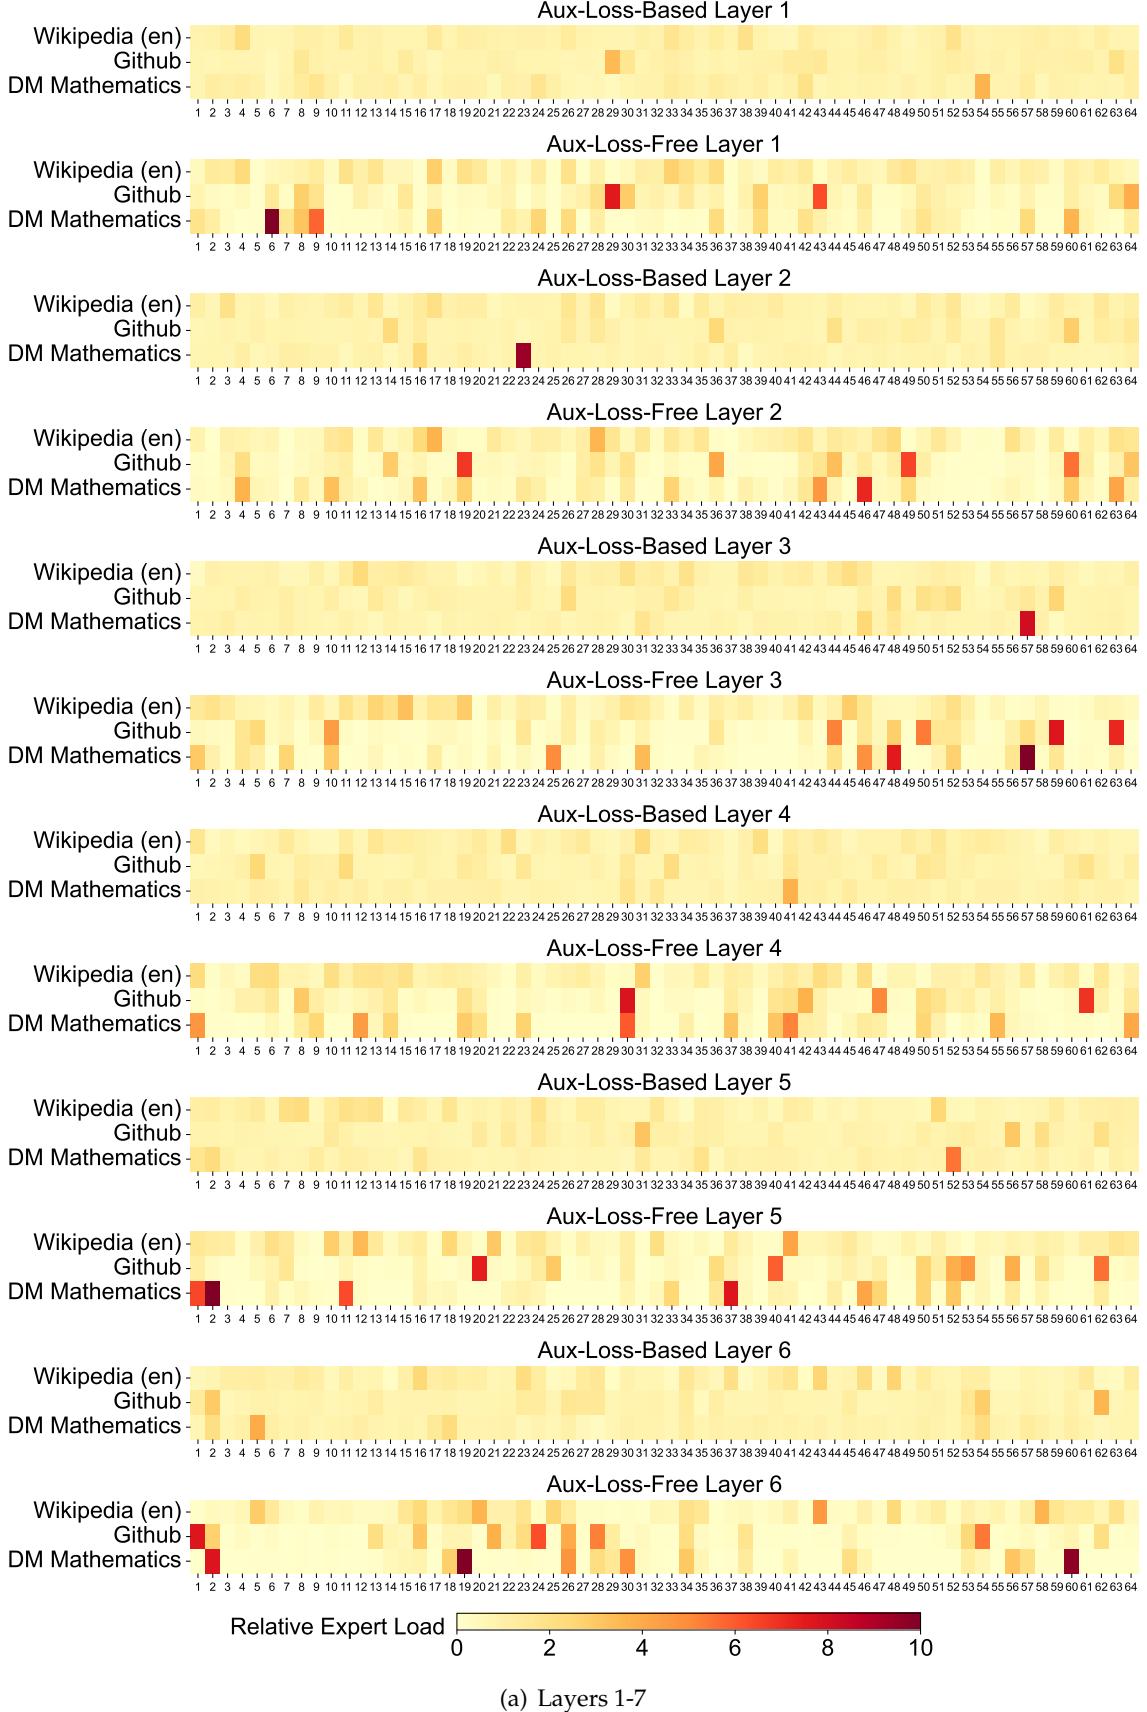 Aux-Loss-Based Layer 1
Wikipedia (en)
Github
DM Mathematics
1 2 3 4 5 6 7 8 9 10 11 12 13 14 15 16 17 18 19 20 21 22 23 24 25 26 27 28 29 30 31 32 33 34 35 36 37 38 39 40 41 42 43 44 45 46 47 48 49 50 51 52 53 54 55 56 57 58 59 60 61 62 63 64
Aux-Loss-Free Layer 1
Wikipedia (en)
Github
DM Mathematics
1 2 3 4 5 6 7 8 9 10 11 12 13 14 15 16 17 18 19 20 21 22 23 24 25 26 27 28 29 30 31 32 33 34 35 36 37 38 39 40 41 42 43 44 45 46 47 48 49 50 51 52 53 54 55 56 57 58 59 60 61 62 63 64
Aux-Loss-Based Layer 2
Wikipedia (en)
Github
DM Mathematics
1 2 3 4 5 6 7 8 9 10 11 12 13 14 15 16 17 18 19 20 21 22 23 24 25 26 27 28 29 30 31 32 33 34 35 36 37 38 39 40 41 42 43 44 45 46 47 48 49 50 51 52 53 54 55 56 57 58 59 60 61 62 63 64
Aux-Loss-Free Layer 2
Wikipedia (en)
Github
DM Mathematics
1 2 3 4 5 6 7 8 9 10 11 12 13 14 15 16 17 18 19 20 21 22 23 24 25 26 27 28 29 30 31 32 33 34 35 36 37 38 39 40 41 42 43 44 45 46 47 48 49 50 51 52 53 54 55 56 57 58 59 60 61 62 63 64
Aux-Loss-Based Layer 3
Wikipedia (en)
Github
DM Mathematics
1 2 3 4 5 6 7 8 9 10 11 12 13 14 15 16 17 18 19 20 21 22 23 24 25 26 27 28 29 30 31 32 33 34 35 36 37 38 39 40 41 42 43 44 45 46 47 48 49 50 51 52 53 54 55 56 57 58 59 60 61 62 63 64
Aux-Loss-Free Layer 3
Wikipedia (en)
Github
DM Mathematics
1 2 3 4 5 6 7 8 9 10 11 12 13 14 15 16 17 18 19 20 21 22 23 24 25 26 27 28 29 30 31 32 33 34 35 36 37 38 39 40 41 42 43 44 45 46 47 48 49 50 51 52 53 54 55 56 57 58 59 60 61 62 63 64
Aux-Loss-Based Layer 4
Wikipedia (en)
Github
DM Mathematics
1 2 3 4 5 6 7 8 9 10 11 12 13 14 15 16 17 18 19 20 21 22 23 24 25 26 27 28 29 30 31 32 33 34 35 36 37 38 39 40 41 42 43 44 45 46 47 48 49 50 51 52 53 54 55 56 57 58 59 60 61 62 63 64
Aux-Loss-Free Layer 4
Wikipedia (en)
Github
DM Mathematics
1 2 3 4 5 6 7 8 9 10 11 12 13 14 15 16 17 18 19 20 21 22 23 24 25 26 27 28 29 30 31 32 33 34 35 36 37 38 39 40 41 42 43 44 45 46 47 48 49 50 51 52 53 54 55 56 57 58 59 60 61 62 63 64
Aux-Loss-Based Layer 5
Wikipedia (en)
Github
DM Mathematics
1 2 3 4 5 6 7 8 9 10 11 12 13 14 15 16 17 18 19 20 21 22 23 24 25 26 27 28 29 30 31 32 33 34 35 36 37 38 39 40 41 42 43 44 45 46 47 48 49 50 51 52 53 54 55 56 57 58 59 60 61 62 63 64
Aux-Loss-Free Layer 5
Wikipedia (en)
Github
DM Mathematics
1 2 3 4 5 6 7 8 9 10 11 12 13 14 15 16 17 18 19 20 21 22 23 24 25 26 27 28 29 30 31 32 33 34 35 36 37 38 39 40 41 42 43 44 45 46 47 48 49 50 51 52 53 54 55 56 57 58 59 60 61 62 63 64
Aux-Loss-Based Layer 6
Wikipedia (en)
Github
DM Mathematics
1 2 3 4 5 6 7 8 9 10 11 12 13 14 15 16 17 18 19 20 21 22 23 24 25 26 27 28 29 30 31 32 33 34 35 36 37 38 39 40 41 42 43 44 45 46 47 48 49 50 51 52 53 54 55 56 57 58 59 60 61 62 63 64
Aux-Loss-Free Layer 6
Wikipedia (en)
Github
DM Mathematics
1 2 3 4 5 6 7 8 9 10 11 12 13 14 15 16 17 18 19 20 21 22 23 24 25 26 27 28 29 30 31 32 33 34 35 36 37 38 39 40 41 42 43 44 45 46 47 48 49 50 51 52 53 54 55 56 57 58 59 60 61 62 63 64
Relative Expert Load
0 2 4 6 8 10
(a) Layers 1-7